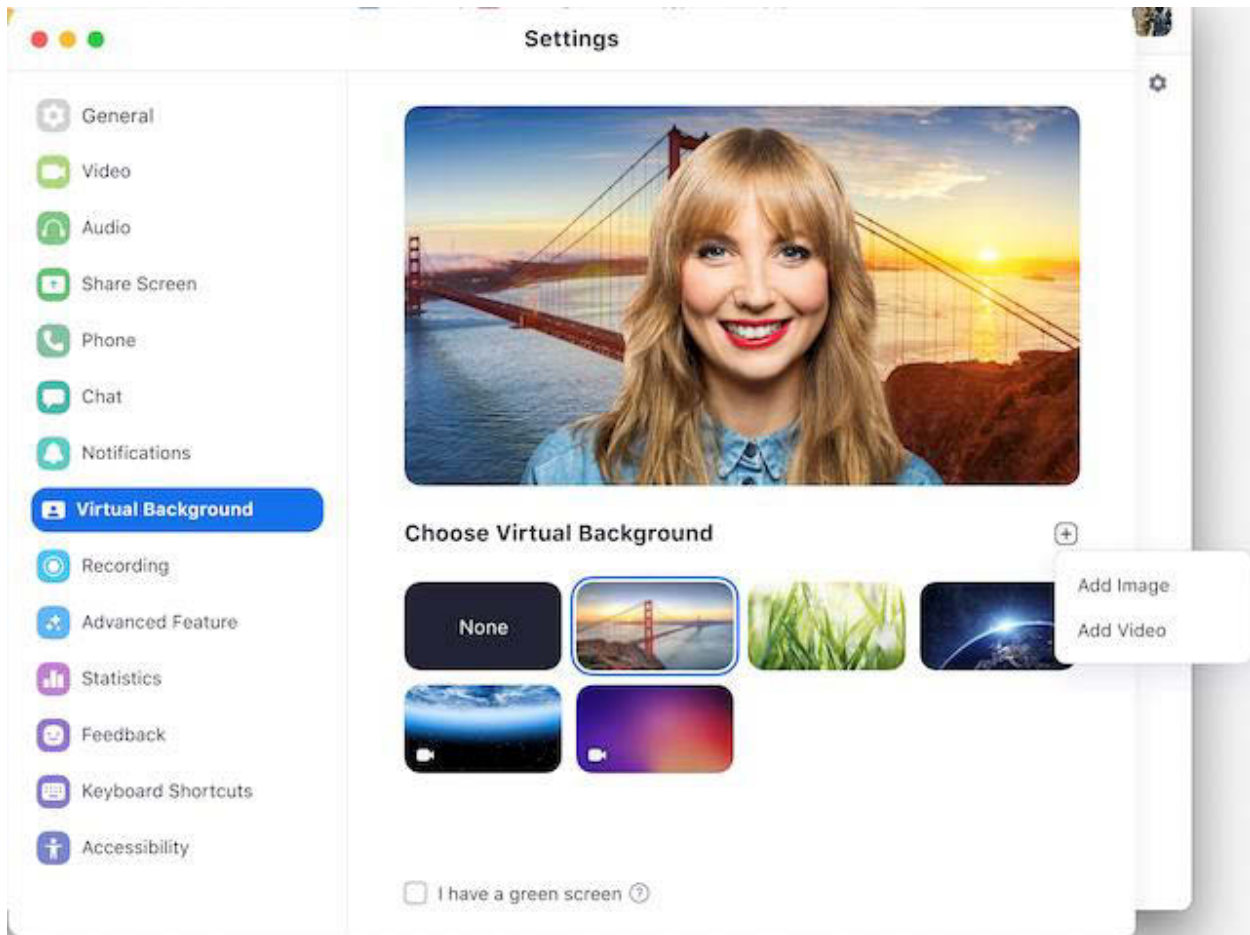 Settings
General
Video
Audio
Share Screen
Phone
Chat
Notifications
Virtual Background
Recording
Advanced Feature
Statistics
Feedback
Keyboard Shortcuts
Accessibility
Choose Virtual Background
Add Image
Add Video
None
I have a green screen ?